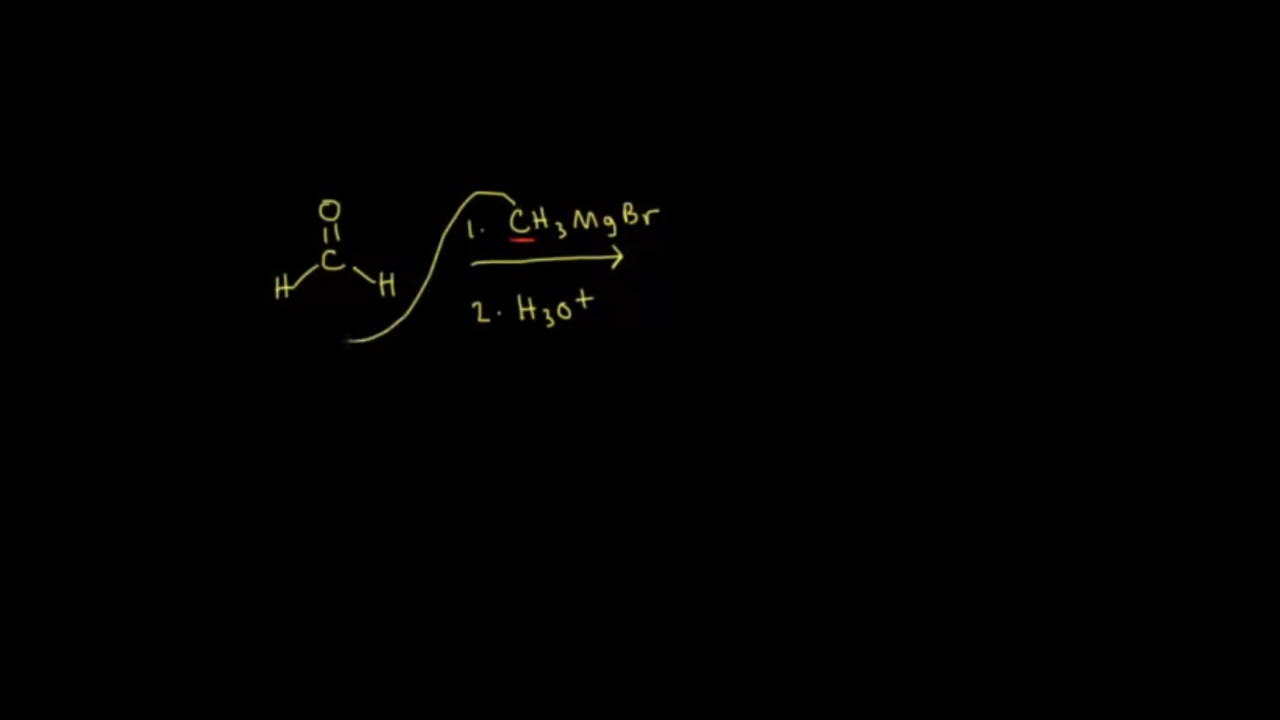 O
||
C
H H
1. CH₃MgBr
2. H₃O⁺